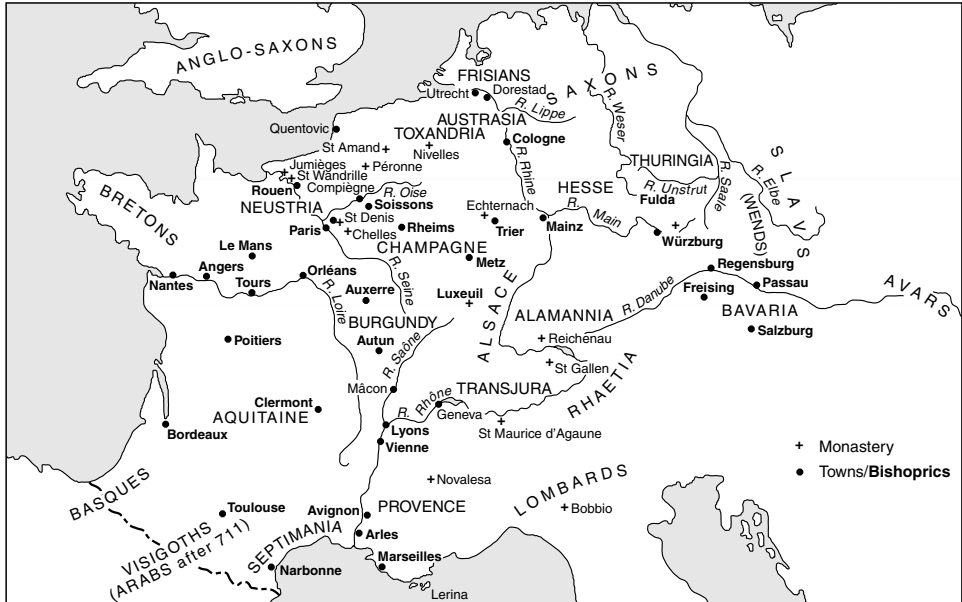 ANGLO-SAXONS
FRISIANS
SAXONS
Utrecht
Dorestad
R. Lippe
R. Weser
AUSTRASIA
Quentovic
TOXANDRIA
Cologne
St Amand
Nivelles
SLAVS
(WENDS)
R. Elbe
THURINGIA
Jumièges
St Wandrille
Péronne
R. Rhine
HESSE
R. Unstrut
R. Saale
Rouen
Compiègne
R. Oise
Fulda
BRETONS
NEUSTRIA
Soissons
Echternach
R. Main
St Denis
Paris
Chelles
Rheims
Trier
Mainz
Würzburg
Le Mans
CHAMPAGNE
Metz
Regensburg
Nantes
Angers
Tours
Orléans
R. Seine
Auxerre
Luxeuil
ALSACE
R. Danube
Freising
Passau
AVARS
R. Loire
BURGUNDY
ALAMANNIA
BAVARIA
Poitiers
Autun
R. Saône
Reichenau
Salzburg
St Gallen
RHAETIA
Mâcon
TRANSJURA
Clermont
AQUITAINE
R. Rhône
Geneva
Bordeaux
Lyons
St Maurice d'Agaune
Vienne
+ Monastery
• Towns/Bishoprics
BASQUES
Novalesa
LOMBARDS
Bobbio
Toulouse
Avignon
PROVENCE
VISIGOTHS
(ARABS after 711)
SEPTIMANIA
Arles
Narbonne
Marseilles
Lerina